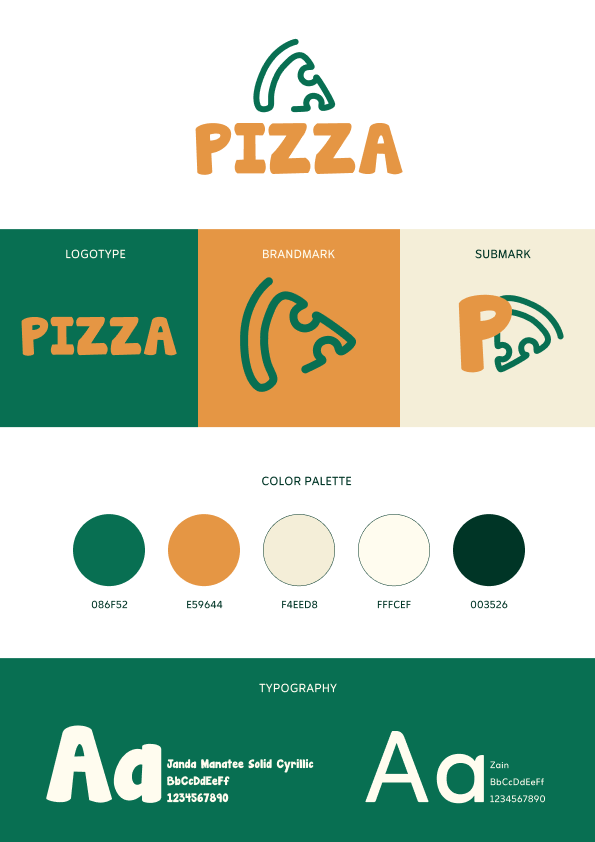 PIZZA
LOGOTYPE
BRANDMARK
SUBMARK
PIZZA
P
COLOR PALETTE
086F52
E59644
F4EED8
FFFCEF
003526
TYPOGRAPHY
Aa
Janda Manatee Solid Cyrillic
BbCcDdEeFf
1234567890
Aa
Zain
BbCcDdEeFf
1234567890